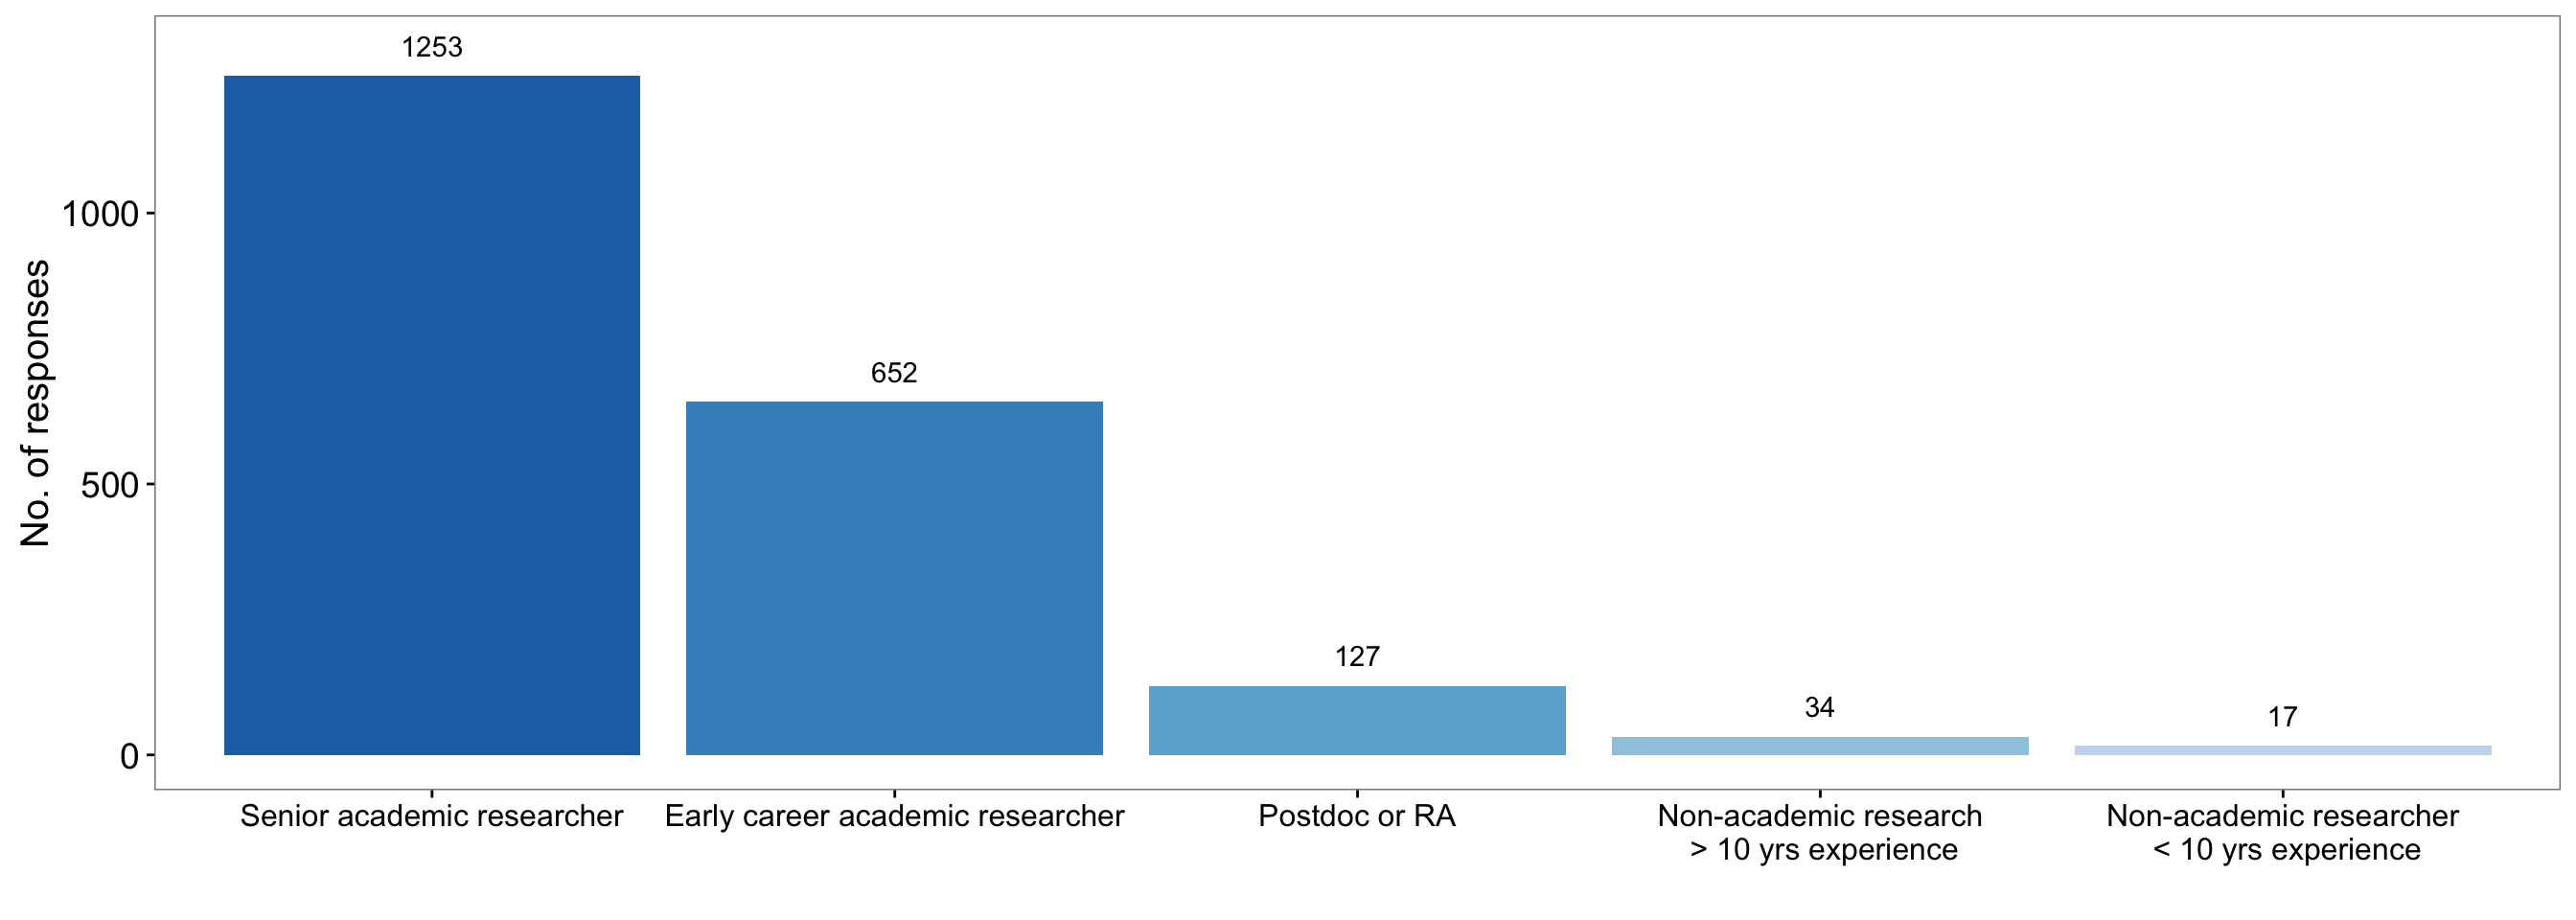 1253
652
127
34
17
1000
500
0
No. of responses
Senior academic researcher
Early career academic researcher
Postdoc or RA
Non-academic research
> 10 yrs experience
Non-academic researcher
< 10 yrs experience